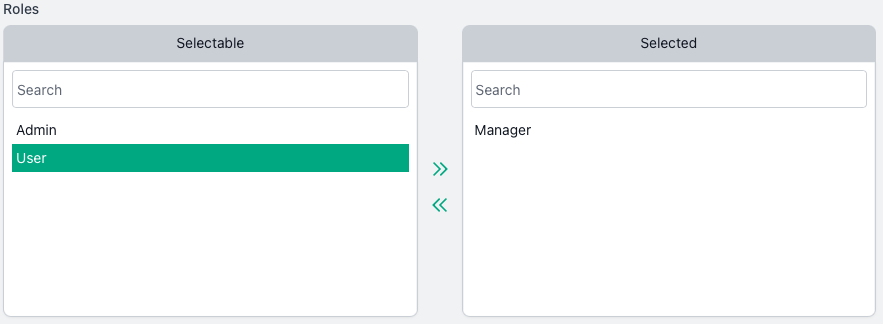 Roles
Selectable
Search
Admin
User
Selected
Search
Manager